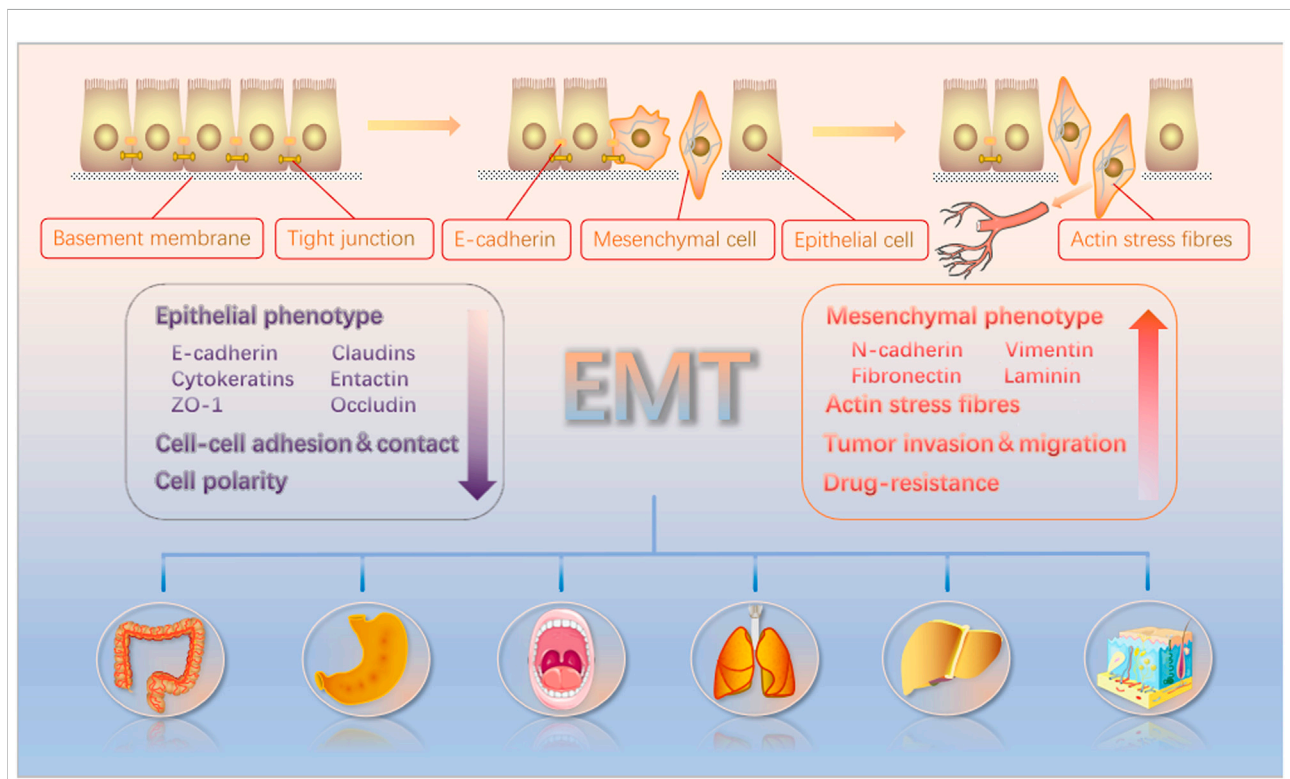 Basement membrane
Tight junction
E-cadherin
Mesenchymal cell
Epithelial cell
Actin stress fibres
Epithelial phenotype
E-cadherin Claudins
Cytokeratins Entactin
ZO-1 Occludin
Cell-cell adhesion & contact
Cell polarity
EMT
Mesenchymal phenotype
N-cadherin Vimentin
Fibronectin Laminin
Actin stress fibres
Tumor invasion & migration
Drug-resistance